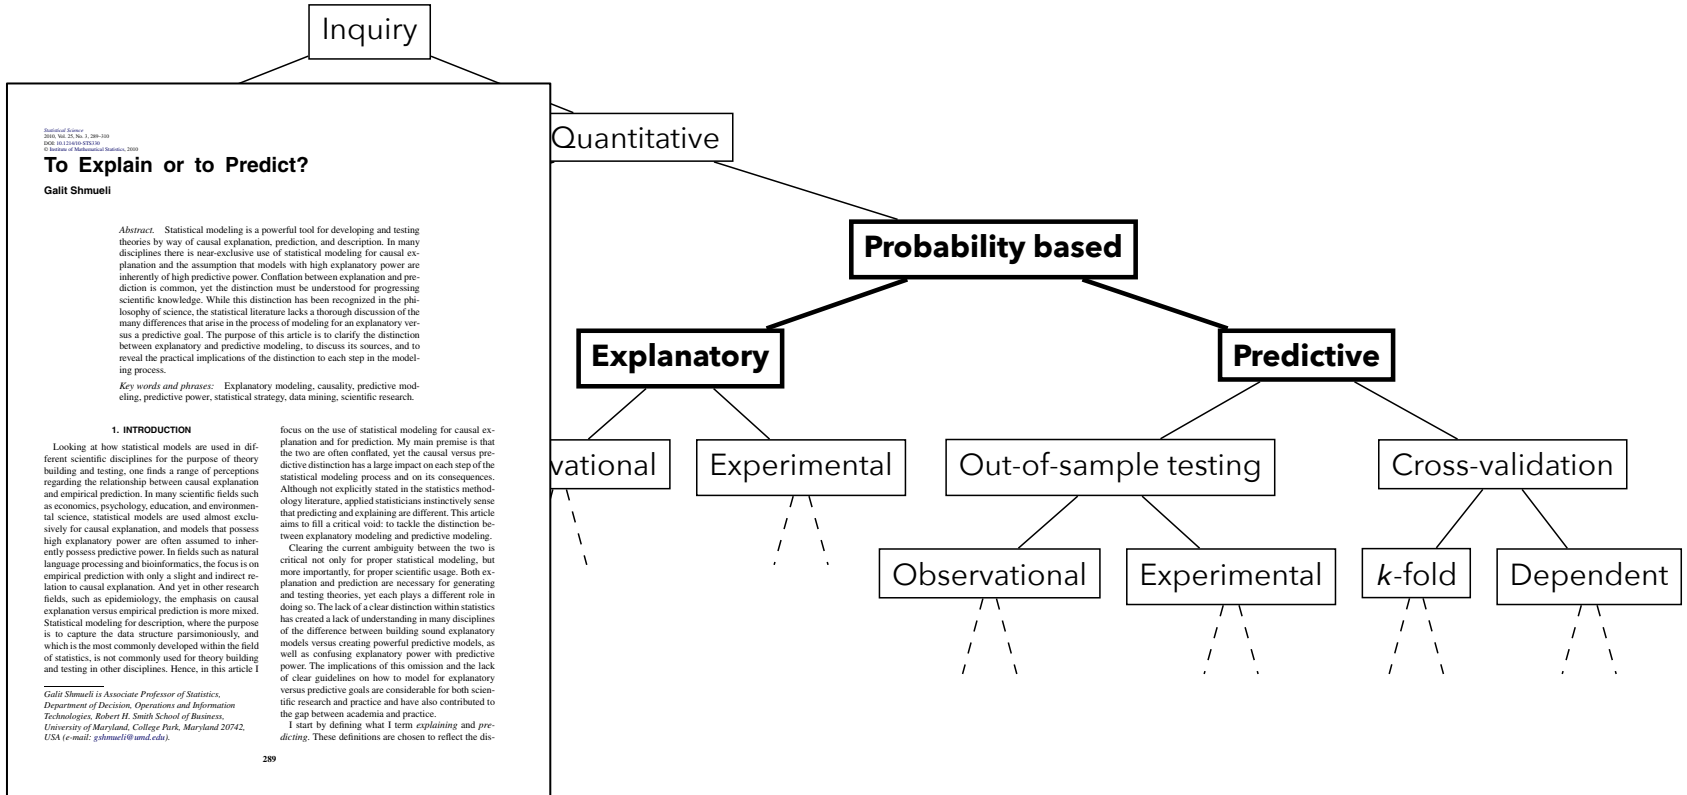 Inquiry
Quantitative
Probability based
Explanatory
Predictive
vational
Experimental
Out-of-sample testing
Cross-validation
Observational
Experimental
k-fold
Dependent
Statistical Science
2010, Vol. 25, No. 3, 289–310
DOI: 10.1214/10-STS330
© Institute of Mathematical Statistics, 2010
To Explain or to Predict?
Galit Shmueli
Abstract. Statistical modeling is a powerful tool for developing and testing
theories by way of causal explanation, prediction, and description. In many
disciplines there is near-exclusive use of statistical modeling for causal ex-
planation and the assumption that models with high explanatory power are
inherently of high predictive power. Conflation between explanation and pre-
diction is common, yet the distinction must be understood for progressing
scientific knowledge. While this distinction has been recognized in the phi-
losophy of science, the statistical literature lacks a thorough discussion of the
many differences that arise in the process of modeling for an explanatory ver-
sus a predictive goal. The purpose of this article is to clarify the distinction
between explanatory and predictive modeling, to discuss its sources, and to
reveal the practical implications of the distinction to each step in the model-
ing process.
Key words and phrases: Explanatory modeling, causality, predictive mod-
eling, predictive power, statistical strategy, data mining, scientific research.
1. INTRODUCTION
Looking at how statistical models are used in dif-
ferent scientific disciplines for the purpose of theory
building and testing, one finds a range of perceptions
regarding the relationship between causal explanation
and empirical prediction. In many scientific fields such
as economics, psychology, education, and environmen-
tal science, statistical models are used almost exclu-
sively for causal explanation, and models that possess
high explanatory power are often assumed to inher-
ently possess predictive power. In fields such as natural
language processing and bioinformatics, the focus is on
empirical prediction with only a slight and indirect re-
lation to causal explanation. And yet in other research
fields, such as epidemiology, the emphasis on causal
explanation versus empirical prediction is more mixed.
Statistical modeling for description, where the purpose
is to capture the data structure parsimoniously, and
which is the most commonly developed within the field
of statistics, is not commonly used for theory building
and testing in other disciplines. Hence, in this article I
Galit Shmueli is Associate Professor of Statistics,
Department of Decision, Operations and Information
Technologies, Robert H. Smith School of Business,
University of Maryland, College Park, Maryland 20742,
USA (e-mail: gshmueli@umd.edu).
focus on the use of statistical modeling for causal ex-
planation and for prediction. My main premise is that
the two are often conflated, yet the causal versus pre-
dictive distinction has a large impact on each step of the
statistical modeling process and on its consequences.
Although not explicitly stated in the statistics method-
ology literature, applied statisticians instinctively sense
that predicting and explaining are different. This article
aims to fill a critical void: to tackle the distinction be-
tween explanatory modeling and predictive modeling.
Clearing the current ambiguity between the two is
critical not only for proper statistical modeling, but
more importantly, for proper scientific usage. Both ex-
planation and prediction are necessary for generating
and testing theories, yet each plays a different role in
doing so. The lack of a clear distinction within statistics
has created a lack of understanding in many disciplines
of the difference between building sound explanatory
models versus creating powerful predictive models, as
well as confusing explanatory power with predictive
power. The implications of this omission and the lack
of clear guidelines on how to model for explanatory
versus predictive goals are considerable for both scien-
tific research and practice and have also contributed to
the gap between academia and practice.
I start by defining what I term explaining and pre-
dicting. These definitions are chosen to reflect the dis-
289